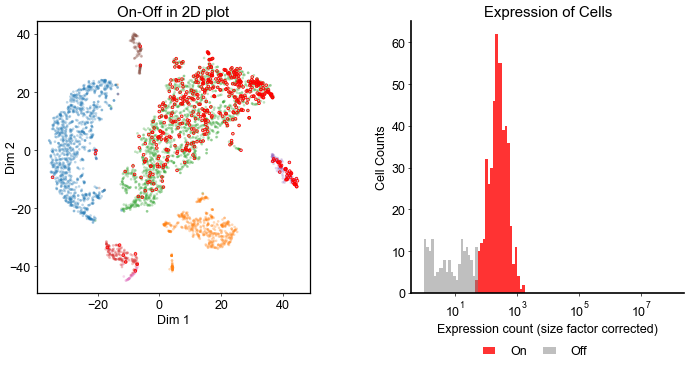 On-Off in 2D plot
40
20
0
−20
−40
Dim 2
−20 0 20 40
Dim 1
Expression of Cells
60
50
40
30
20
10
0
Cell Counts
10^1 10^3 10^5 10^7
Expression count (size factor corrected)
On Off